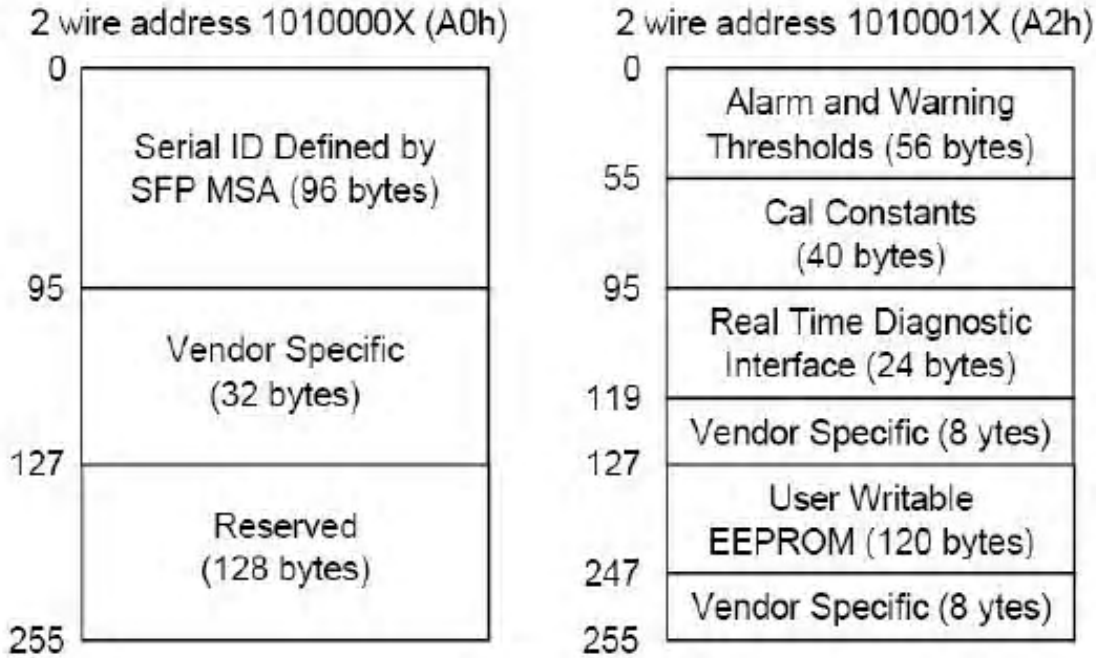 2 wire address 1010000X (A0h)
0
Serial ID Defined by
SFP MSA (96 bytes)
95
Vendor Specific
(32 bytes)
127
Reserved
(128 bytes)
255
2 wire address 1010001X (A2h)
0
Alarm and Warning
Thresholds (56 bytes)
55
Cal Constants
(40 bytes)
95
Real Time Diagnostic
Interface (24 bytes)
119
Vendor Specific (8 ytes)
127
User Writable
EEPROM (120 bytes)
247
Vendor Specific (8 ytes)
255